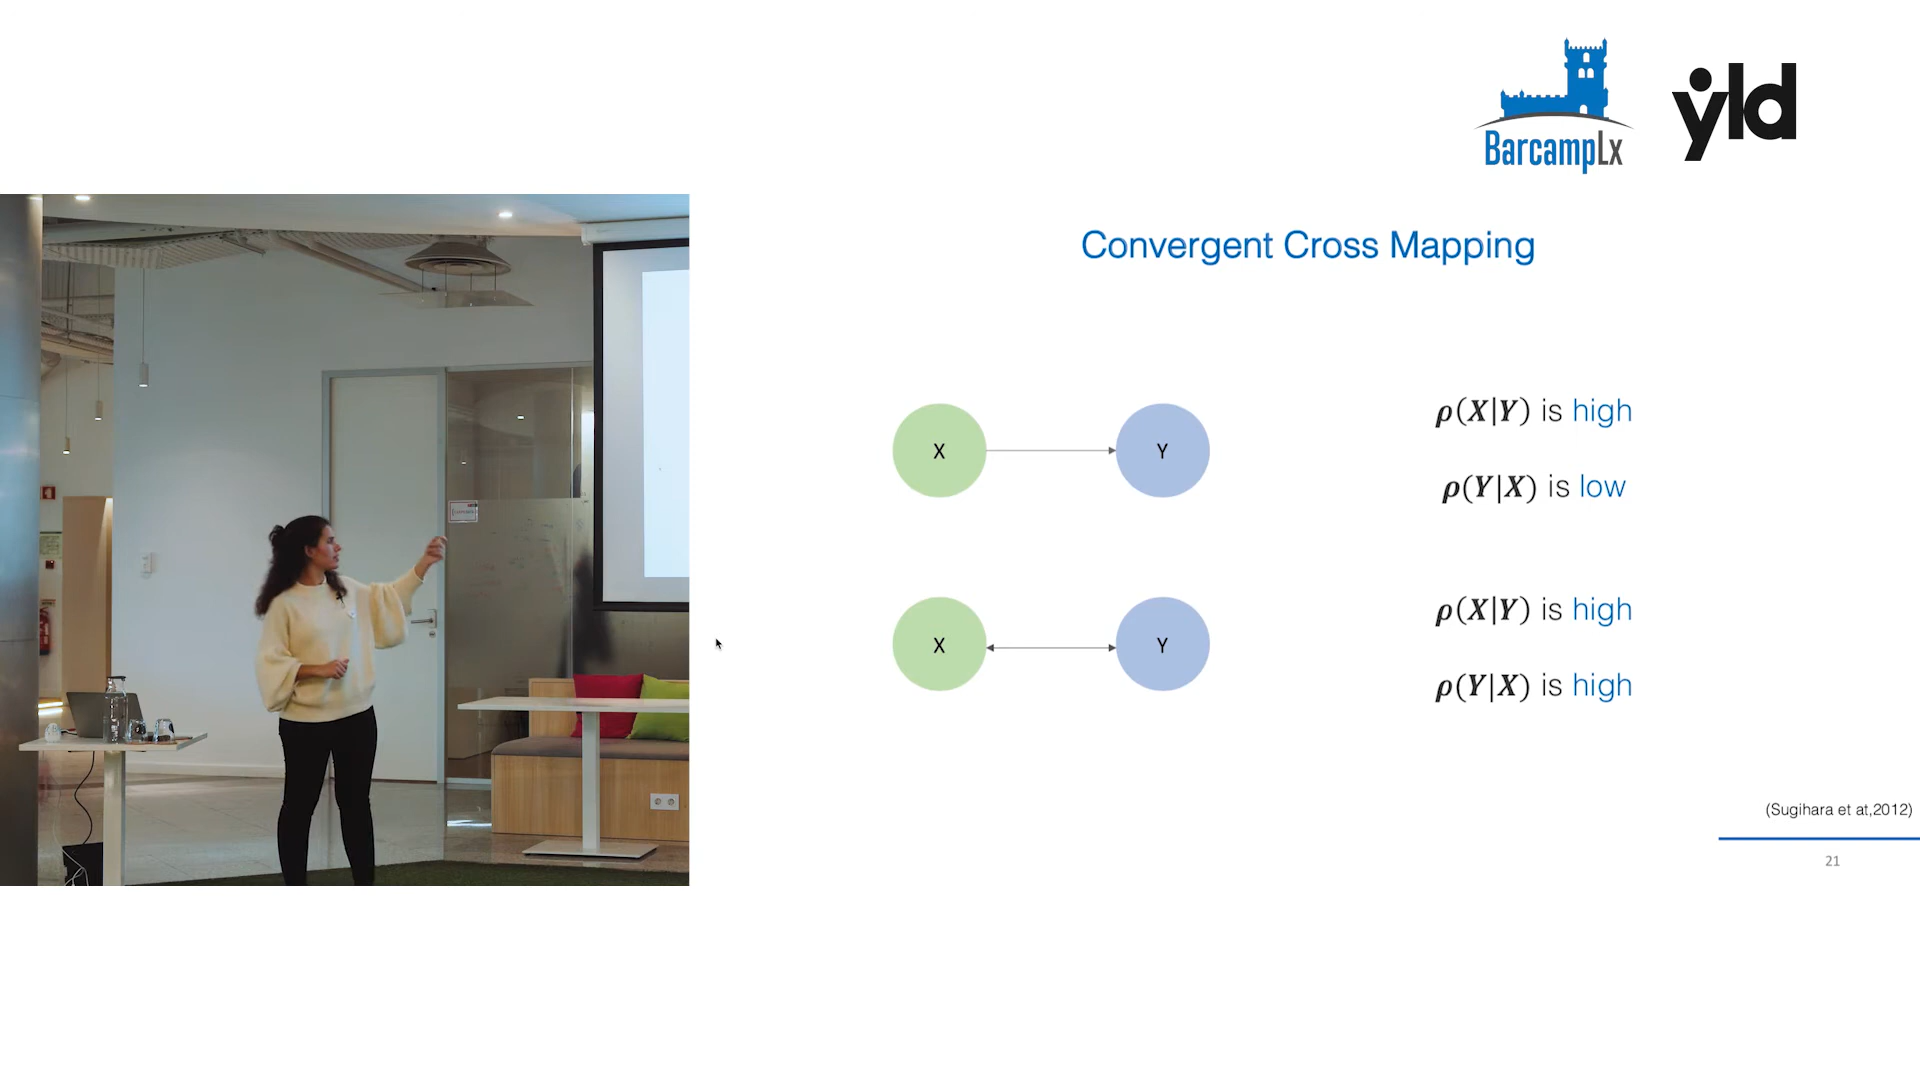 BarcampLx
yld
Convergent Cross Mapping
X
Y
ρ(X|Y) is high
ρ(Y|X) is low
X
Y
ρ(X|Y) is high
ρ(Y|X) is high
(Sugihara et at,2012)
21